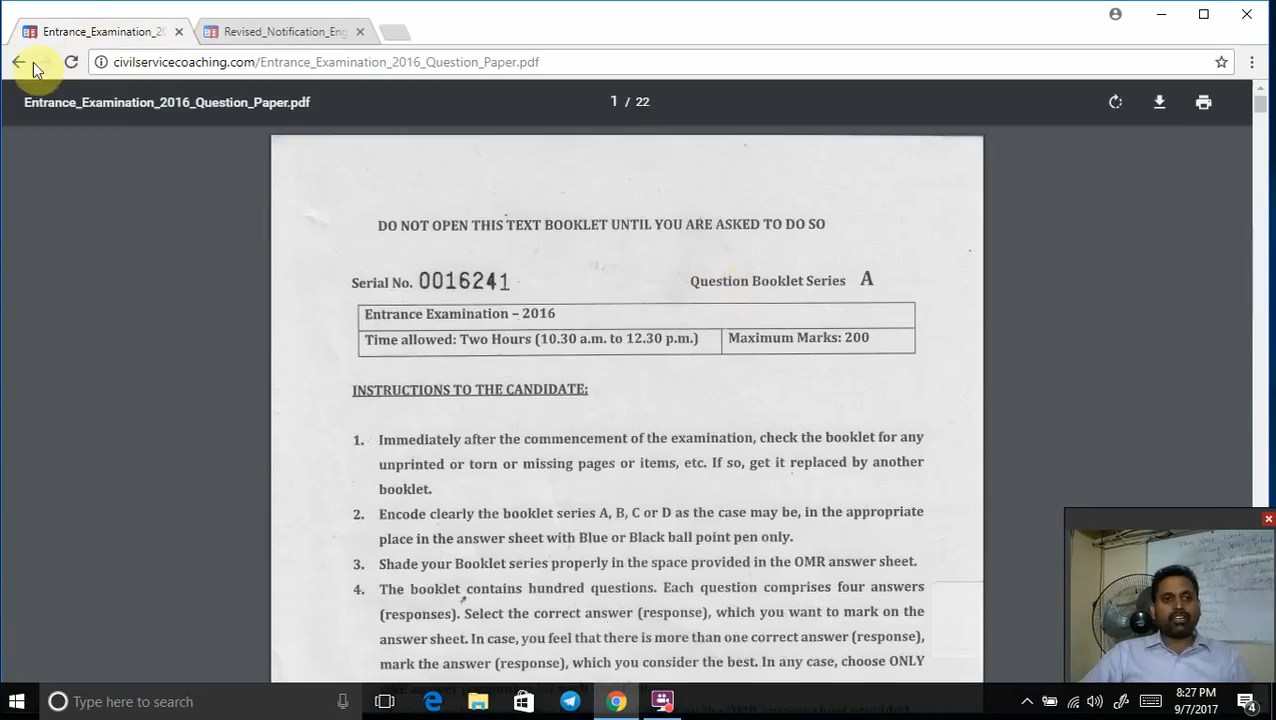 Entrance_Examination_20
Revised_Notification_Eng
civilservicecoaching.com/Entrance_Examination_2016_Question_Paper.pdf
Entrance_Examination_2016_Question_Paper.pdf
1 / 22
DO NOT OPEN THIS TEXT BOOKLET UNTIL YOU ARE ASKED TO DO SO
Serial No. 0016241
Question Booklet Series A
Entrance Examination – 2016
Time allowed: Two Hours (10.30 a.m. to 12.30 p.m.)
Maximum Marks: 200
INSTRUCTIONS TO THE CANDIDATE:
1. Immediately after the commencement of the examination, check the booklet for any
unprinted or torn or missing pages or items, etc. If so, get it replaced by another
booklet.
2. Encode clearly the booklet series A, B, C or D as the case may be, in the appropriate
place in the answer sheet with Blue or Black ball point pen only.
3. Shade your Booklet series properly in the space provided in the OMR answer sheet.
4. The booklet contains hundred questions. Each question comprises four answers
(responses). Select the correct answer (response), which you want to mark on the
answer sheet. In case, you feel that there is more than one correct answer (response),
mark the answer (response), which you consider the best. In any case, choose ONLY
Type here to search
8:27 PM
9/7/2017
4